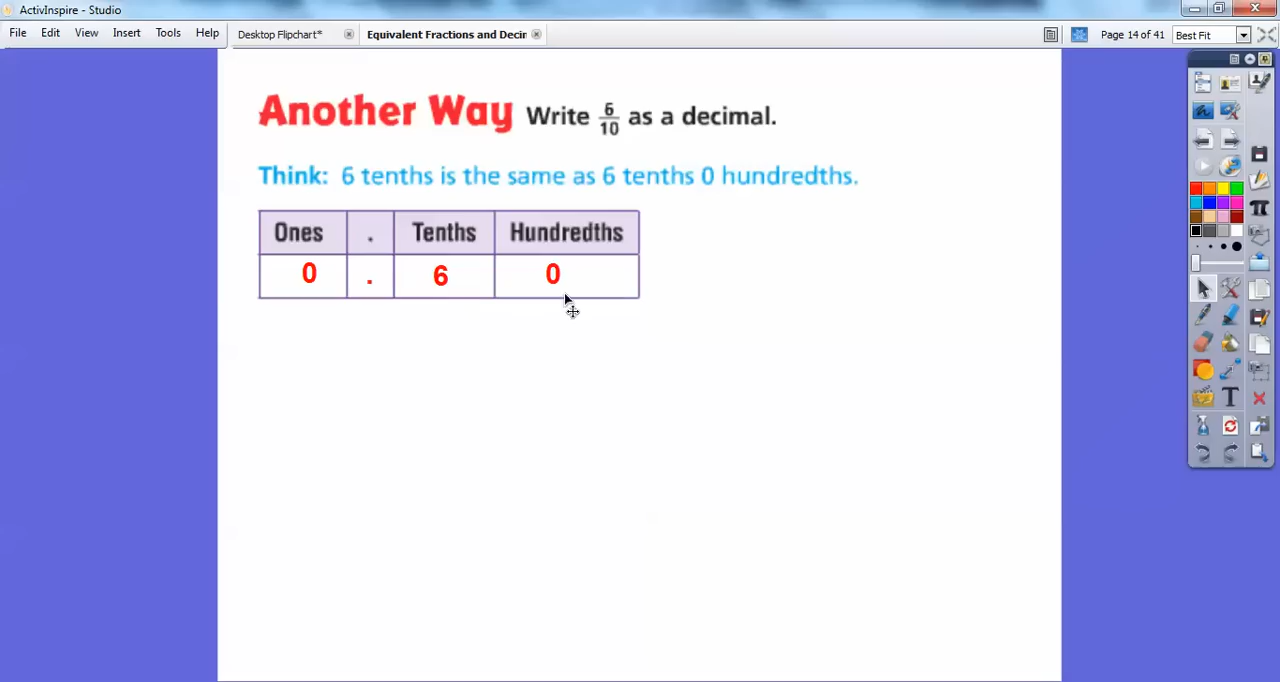 ActivInspire - Studio
File Edit View Insert Tools Help
Desktop Flipchart* Equivalent Fractions and Decin Page 14 of 41 Best Fit
Another Way Write 6/10 as a decimal.
Think: 6 tenths is the same as 6 tenths 0 hundredths.
Ones . Tenths Hundredths
0 . 6 0